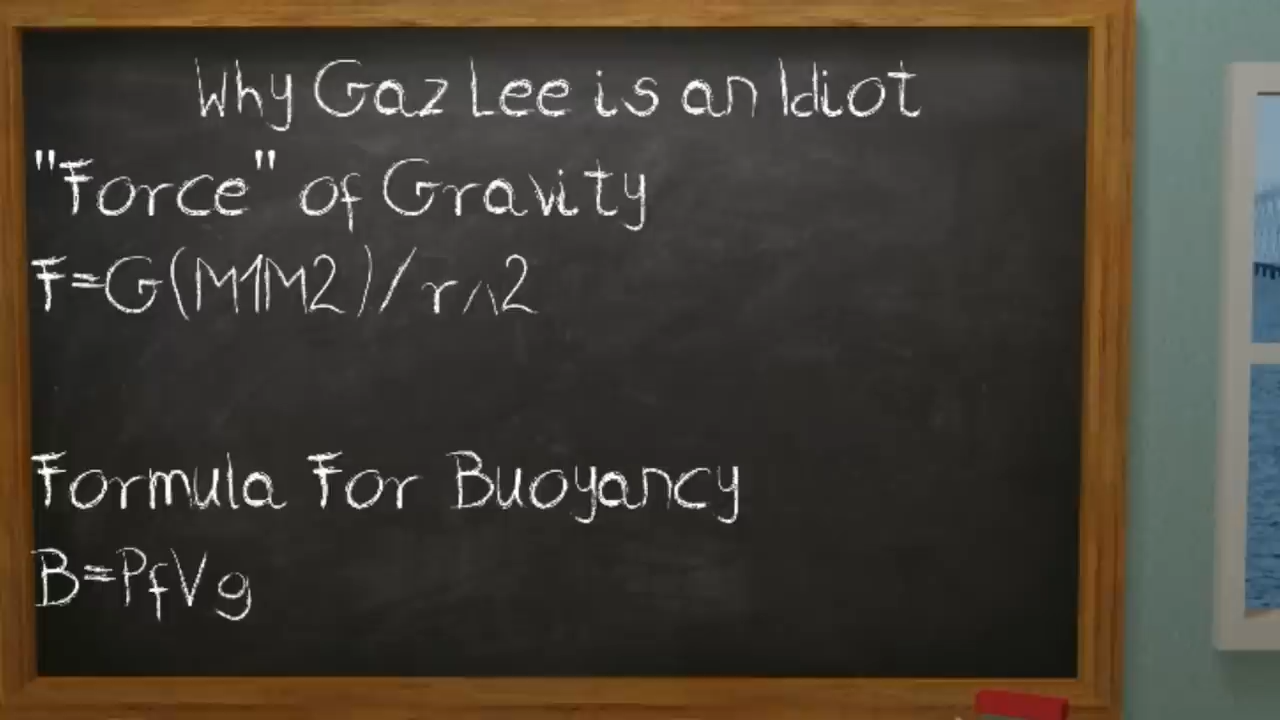 Why Gaz Lee is an Idiot
"Force" of Gravity
F=G(M1M2)/r^2
Formula For Buoyancy
B=PfVg